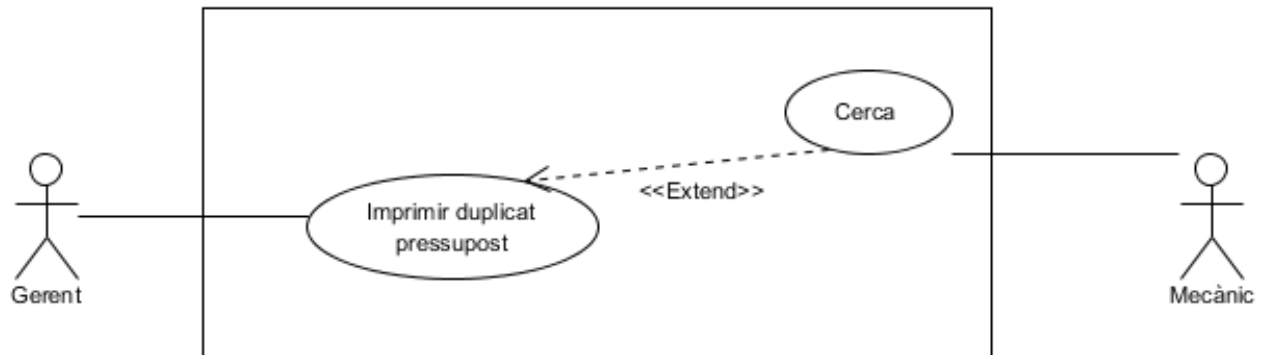 Cerca
<<Extend>>
Imprimir duplicat
pressupost
Gerent
Mecànic